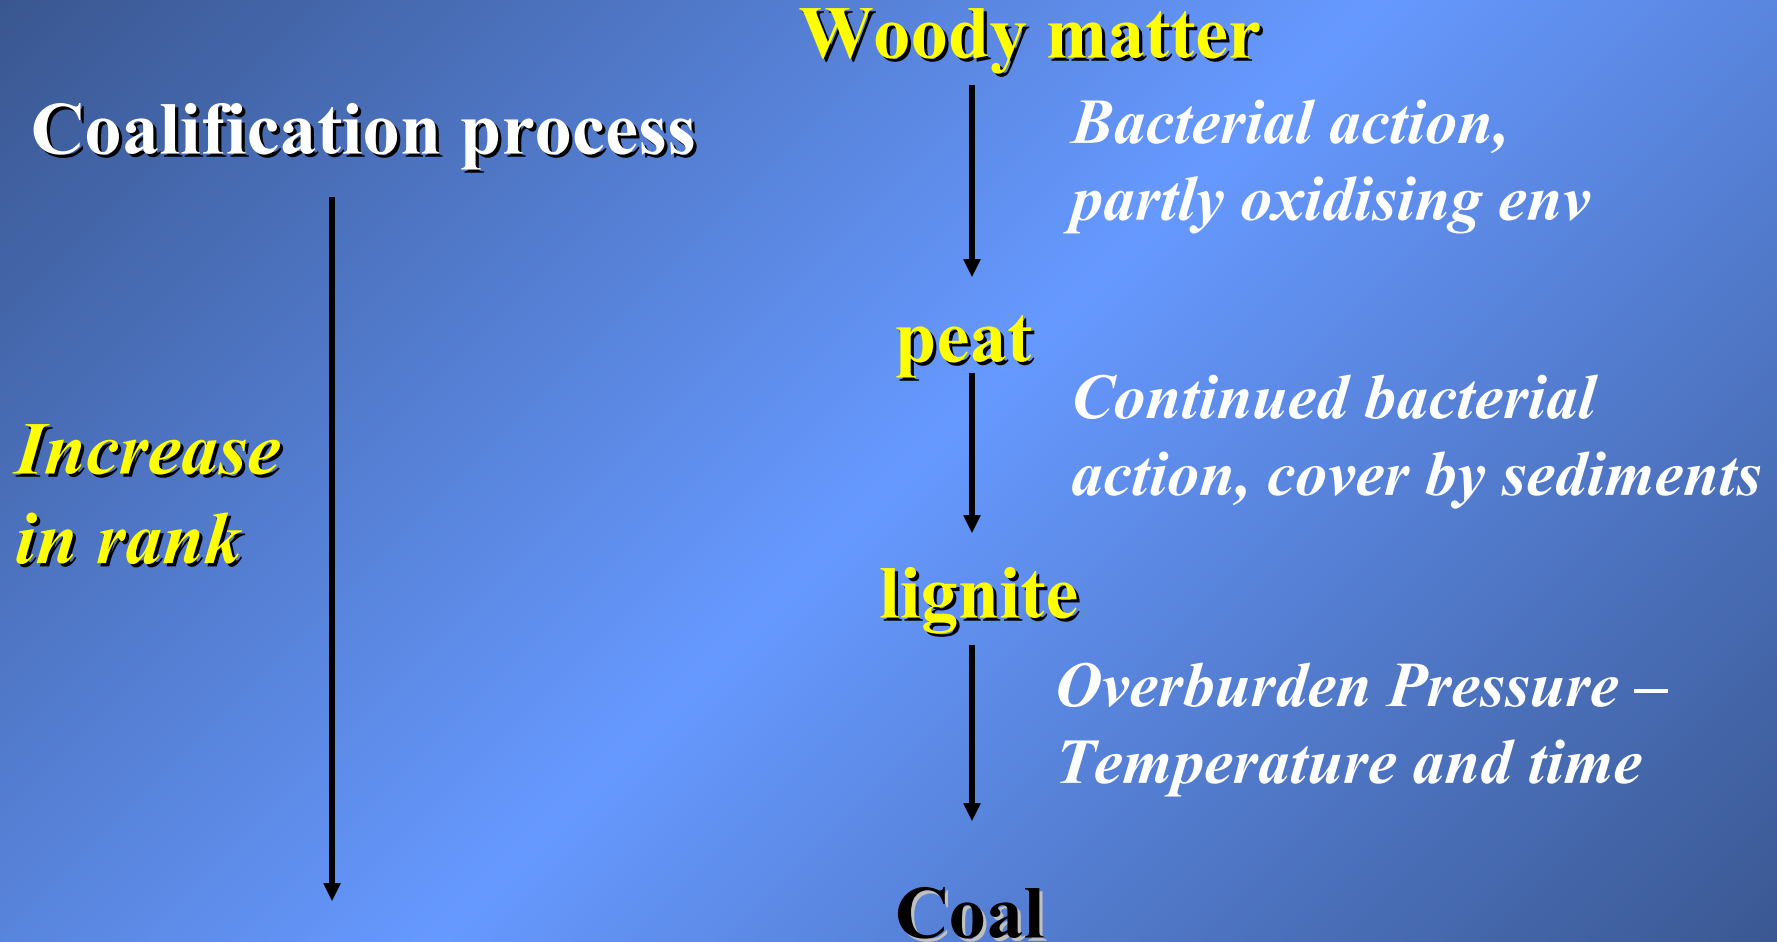 Woody matter
Coalification process
Bacterial action,
partly oxidising env
peat
Continued bacterial
action, cover by sediments
Increase
in rank
lignite
Overburden Pressure –
Temperature and time
Coal